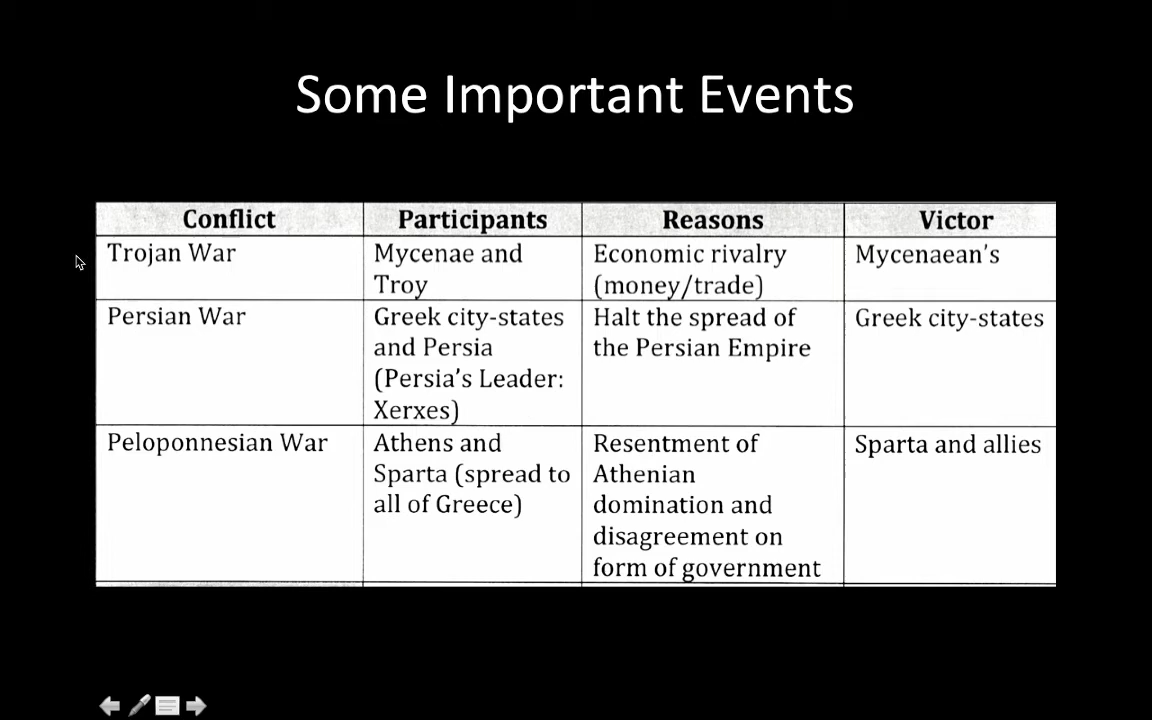 Some Important Events
Conflict
Participants
Reasons
Victor
Trojan War
Mycenae and
Troy
Economic rivalry
(money/trade)
Mycenaean's
Persian War
Greek city-states
and Persia
(Persia's Leader:
Xerxes)
Halt the spread of
the Persian Empire
Greek city-states
Peloponnesian War
Athens and
Sparta (spread to
all of Greece)
Resentment of
Athenian
domination and
disagreement on
form of government
Sparta and allies